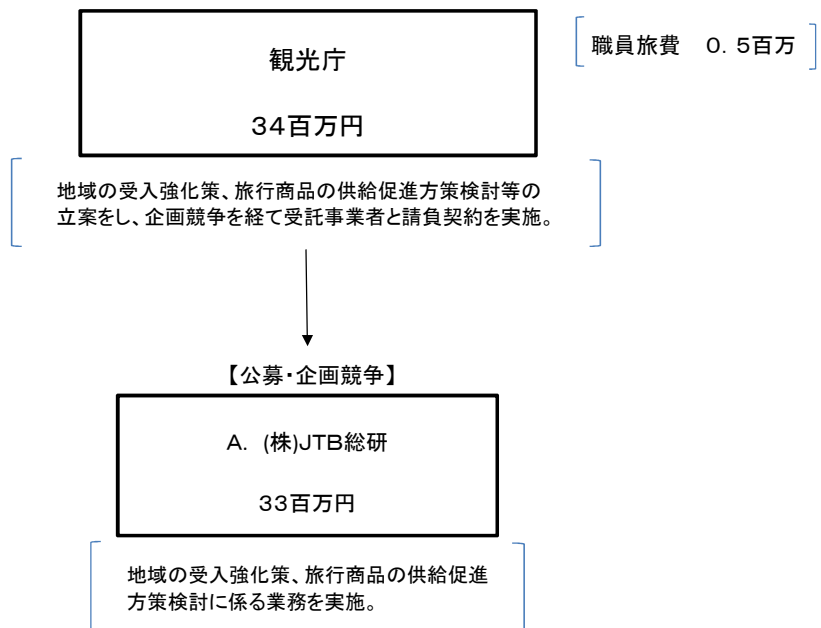 観光庁
34百万円
職員旅費　0.5百万
地域の受入強化策、旅行商品の供給促進方策検討等の
立案をし、企画競争を経て受託事業者と請負契約を実施。
【公募・企画競争】
A.　(株)JTB総研
33百万円
地域の受入強化策、旅行商品の供給促進
方策検討に係る業務を実施。